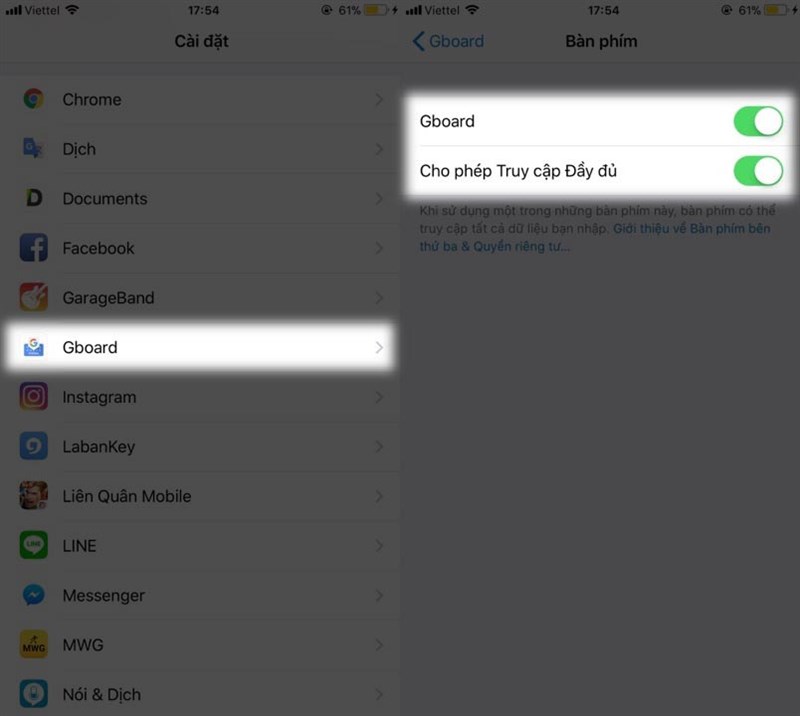 Viettel 17:54 61%
Cài đặt
Chrome
Dịch
Documents
Facebook
GarageBand
Gboard
Instagram
LabanKey
Liên Quân Mobile
LINE
Messenger
MWG
MWG
Nói & Dịch
Viettel 17:54 61%
Gboard Bàn phím
Gboard
Cho phép Truy cập Đầy đủ
Khi sử dụng một trong những bàn phím này, bàn phím có thể
truy cập tất cả dữ liệu bạn nhập. Giới thiệu về Bàn phím bên
thứ ba & Quyền riêng tư...